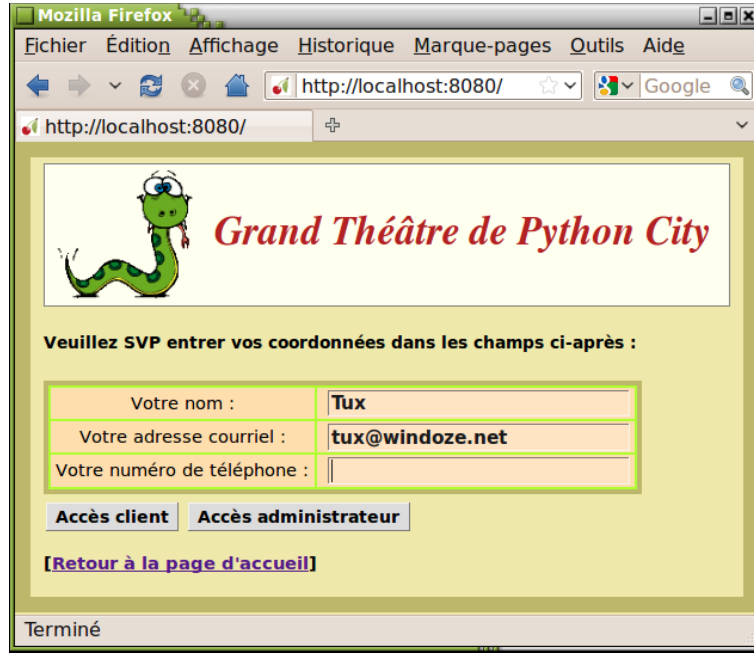 Mozilla Firefox
Fichier Édition Affichage Historique Marque-pages Outils Aide
http://localhost:8080/ Google
http://localhost:8080/
Grand Théâtre de Python City
Veuillez SVP entrer vos coordonnées dans les champs ci-après :
Votre nom : Tux
Votre adresse courriel : tux@windoze.net
Votre numéro de téléphone :
Accès client Accès administrateur
[Retour à la page d'accueil]
Terminé